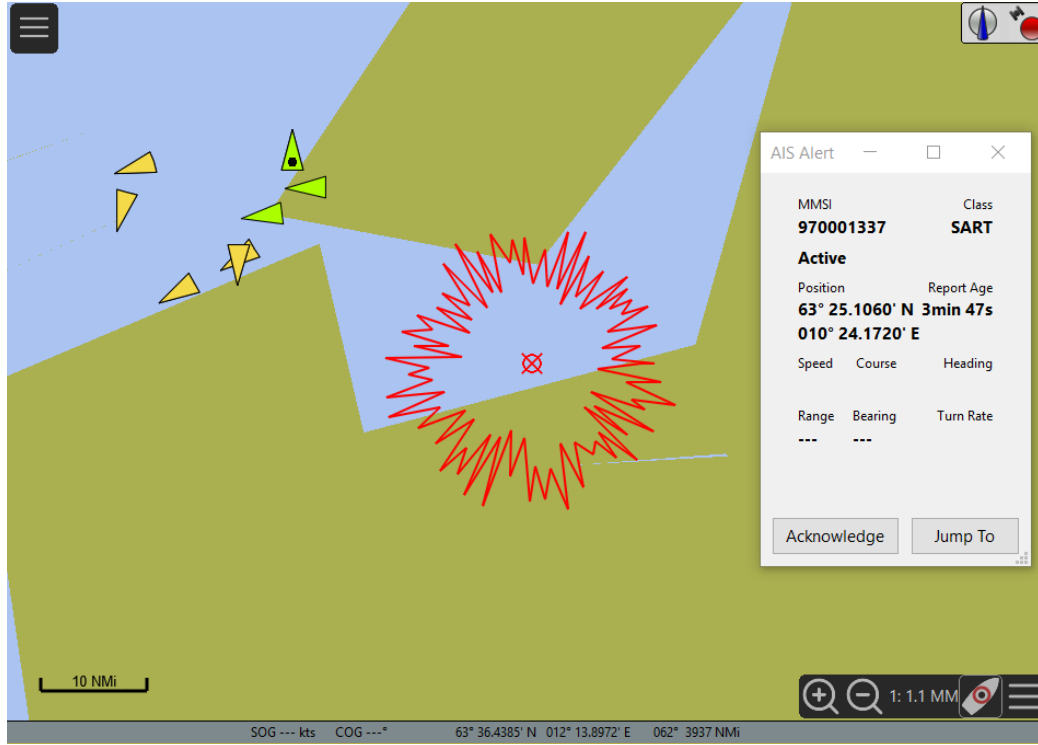 AIS Alert
MMSI Class
970001337 SART
Active
Position Report Age
63° 25.1060' N 3min 47s
010° 24.1720' E
Speed Course Heading
Range Bearing Turn Rate
--- ---
Acknowledge Jump To
10 NMi
1: 1.1 MM
SOG --- kts COG ---° 63° 36.4385' N 012° 13.8972' E 062° 3937 NMi